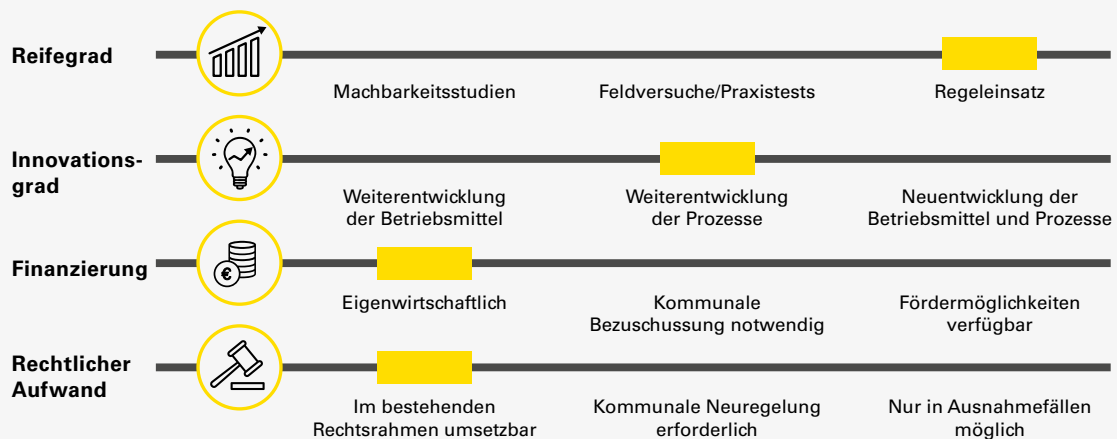 Reifegrad
Machbarkeitsstudien
Feldversuche/Praxistests
Regeleinsatz
Innovations-
grad
Weiterentwicklung
der Betriebsmittel
Weiterentwicklung
der Prozesse
Neuentwicklung der
Betriebsmittel und Prozesse
Finanzierung
€
Eigenwirtschaftlich
Kommunale
Bezuschussung notwendig
Fördermöglichkeiten
verfügbar
Rechtlicher
Aufwand
Im bestehenden
Rechtsrahmen umsetzbar
Kommunale Neuregelung
erforderlich
Nur in Ausnahmefällen
möglich